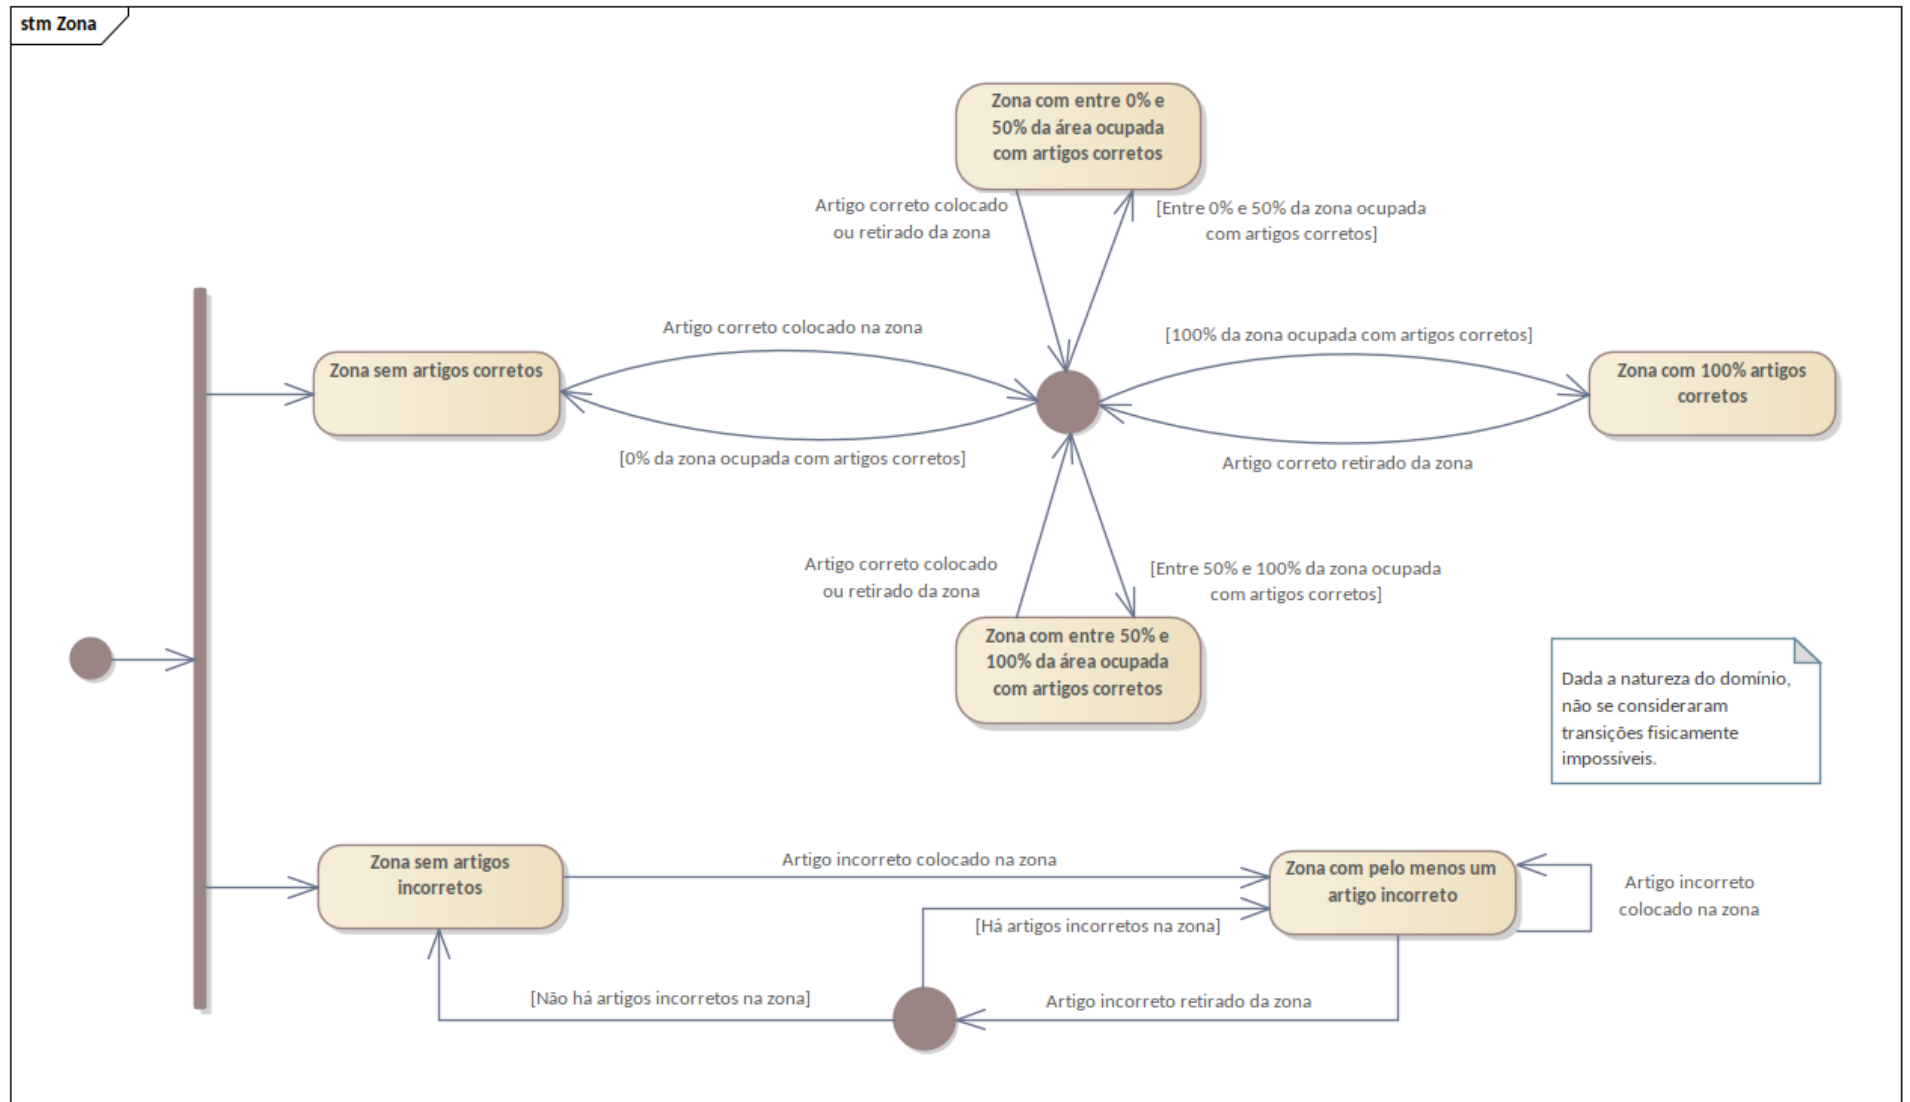 stm Zona
Zona com entre 0% e
50% da área ocupada
com artigos corretos
Artigo correto colocado
ou retirado da zona
[Entre 0% e 50% da zona ocupada
com artigos corretos]
Artigo correto colocado na zona
[100% da zona ocupada com artigos corretos]
Zona sem artigos corretos
Zona com 100% artigos
corretos
[0% da zona ocupada com artigos corretos]
Artigo correto retirado da zona
Artigo correto colocado
ou retirado da zona
[Entre 50% e 100% da zona ocupada
com artigos corretos]
Zona com entre 50% e
100% da área ocupada
com artigos corretos
Dada a natureza do domínio,
não se consideraram
transições fisicamente
impossíveis.
Zona sem artigos
incorretos
Artigo incorreto colocado na zona
Zona com pelo menos um
artigo incorreto
Artigo incorreto
colocado na zona
[Há artigos incorretos na zona]
[Não há artigos incorretos na zona]
Artigo incorreto retirado da zona